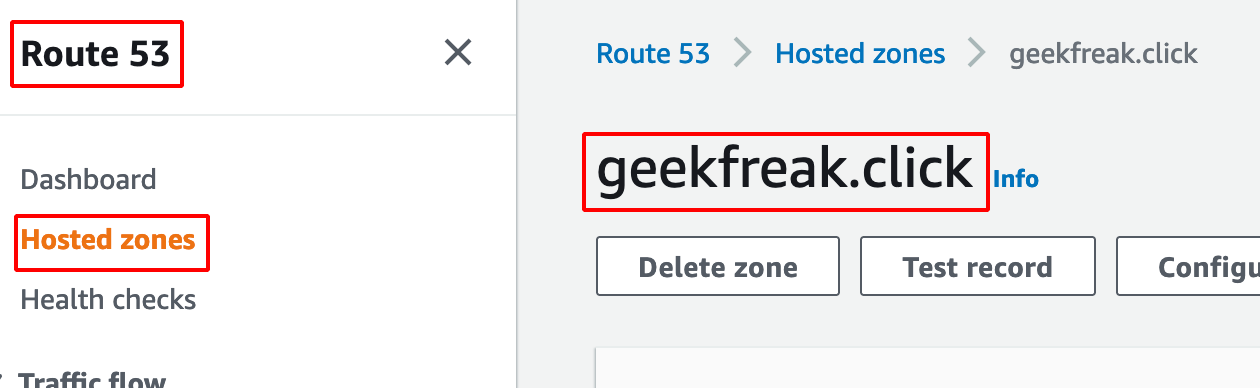 Route 53
Dashboard
Hosted zones
Health checks
Traffic flow
Route 53 Hosted zones geekfreak.click
geekfreak.click Info
Delete zone Test record Configu